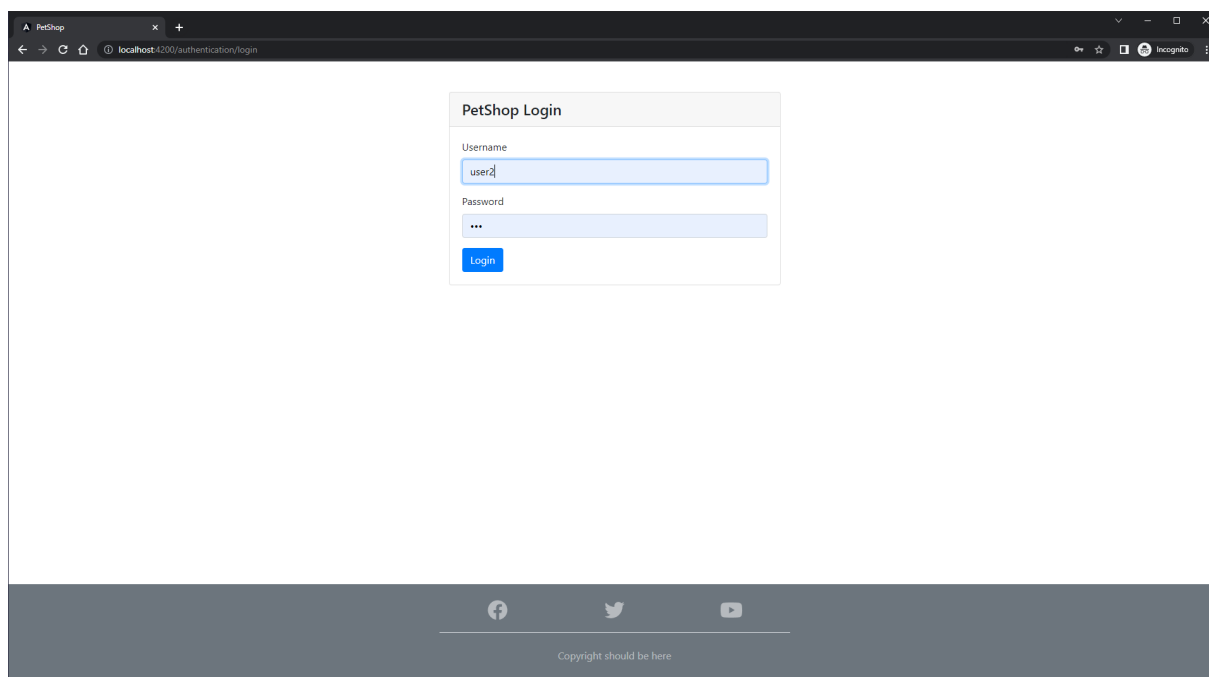 PetShop
localhost:4200/authentication/login
Incognito
PetShop Login
Username
user2
Password
•••
Login
Copyright should be here